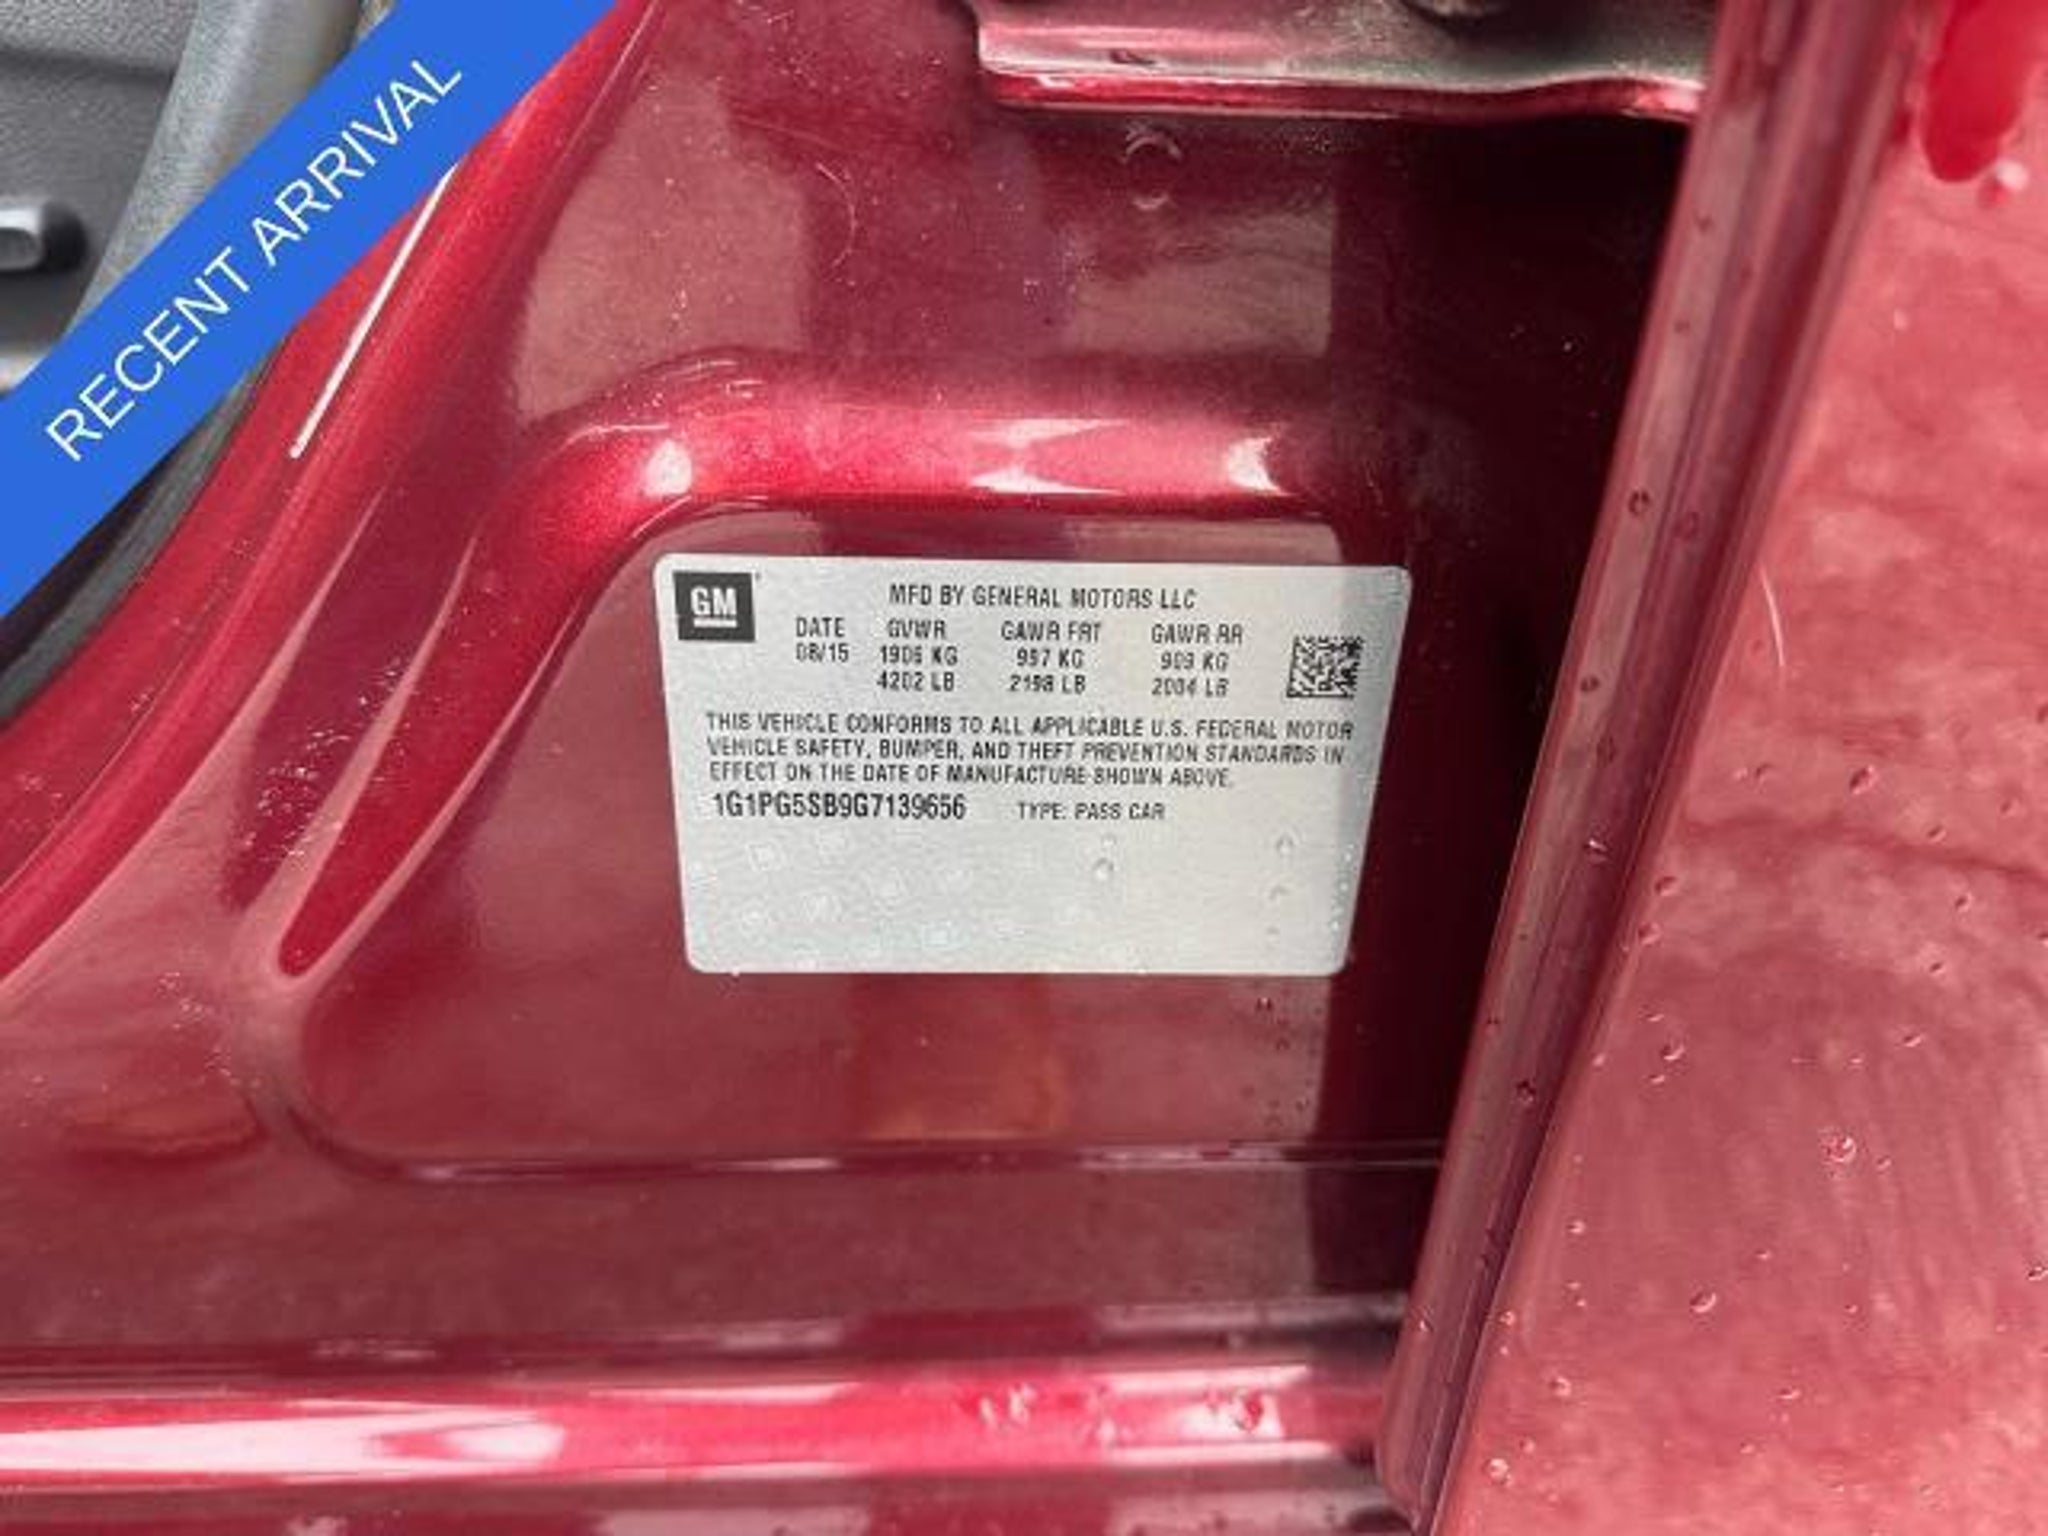 RECENT ARRIVAL
GM
MFD BY GENERAL MOTORS LLC
DATE GVWR GAWR FRT GAWR RR
08/15 1906 KG 997 KG 909 KG
4202 LB 2198 LB 2004 LB
THIS VEHICLE CONFORMS TO ALL APPLICABLE U.S. FEDERAL MOTOR
VEHICLE SAFETY, BUMPER, AND THEFT PREVENTION STANDARDS IN
EFFECT ON THE DATE OF MANUFACTURE SHOWN ABOVE.
1G1PG5SB9G7139656 TYPE: PASS CAR